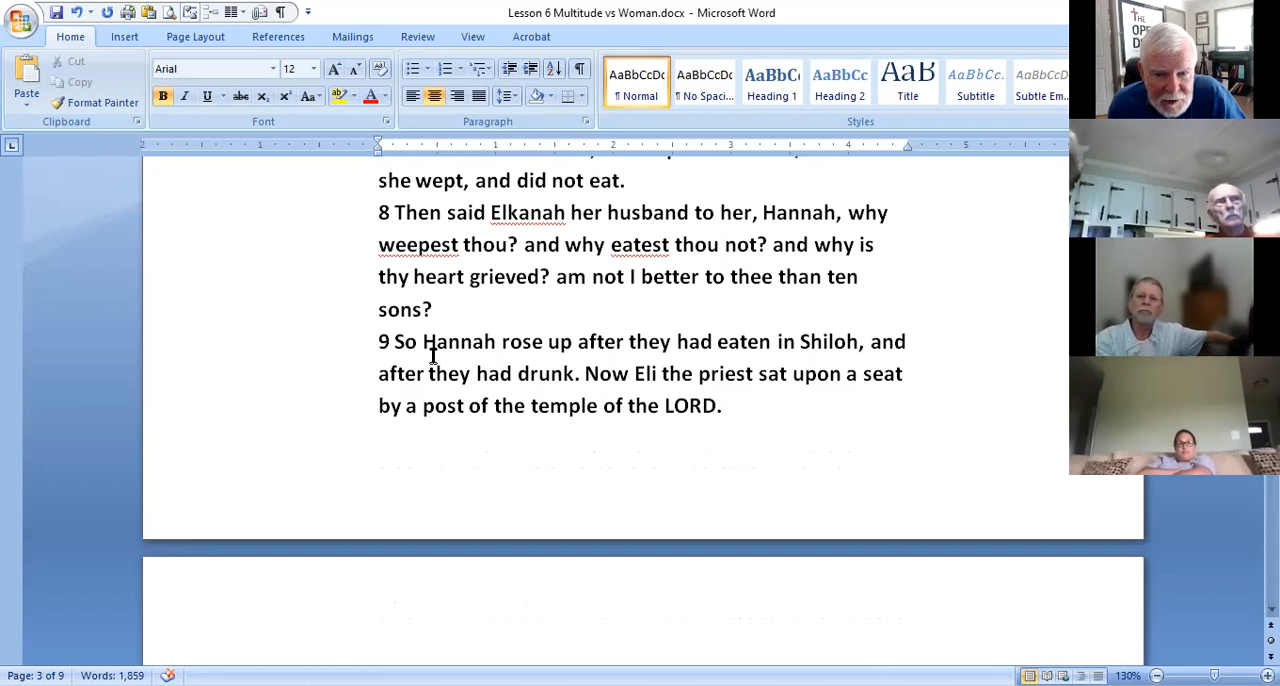 Lesson 6 Multitude vs Woman.docx - Microsoft Word
Home Insert Page Layout References Mailings Review View Acrobat
Paste
Cut
Copy
Format Painter
Clipboard
Arial 12
Font
Paragraph
AaBbCcDc AaBbCcDc AaBbC AaBbCc AaB AaBbCc. AaBbCcDc
¶ Normal ¶ No Spaci... Heading 1 Heading 2 Title Subtitle Subtle Em...
Styles
she wept, and did not eat.
8 Then said Elkanah her husband to her, Hannah, why
weepest thou? and why eatest thou not? and why is
thy heart grieved? am not I better to thee than ten
sons?
9 So Hannah rose up after they had eaten in Shiloh, and
after they had drunk. Now Eli the priest sat upon a seat
by a post of the temple of the LORD.
Page: 3 of 9 Words: 1,859 130%